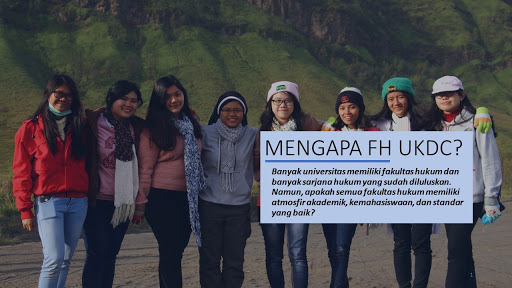 MENGAPA FH UKDC?
Banyak universitas memiliki fakultas hukum dan
banyak sarjana hukum yang sudah diluluskan.
Namun, apakah semua fakultas hukum memiliki
atmosfir akademik, kemahasiswaan, dan standar
yang baik?